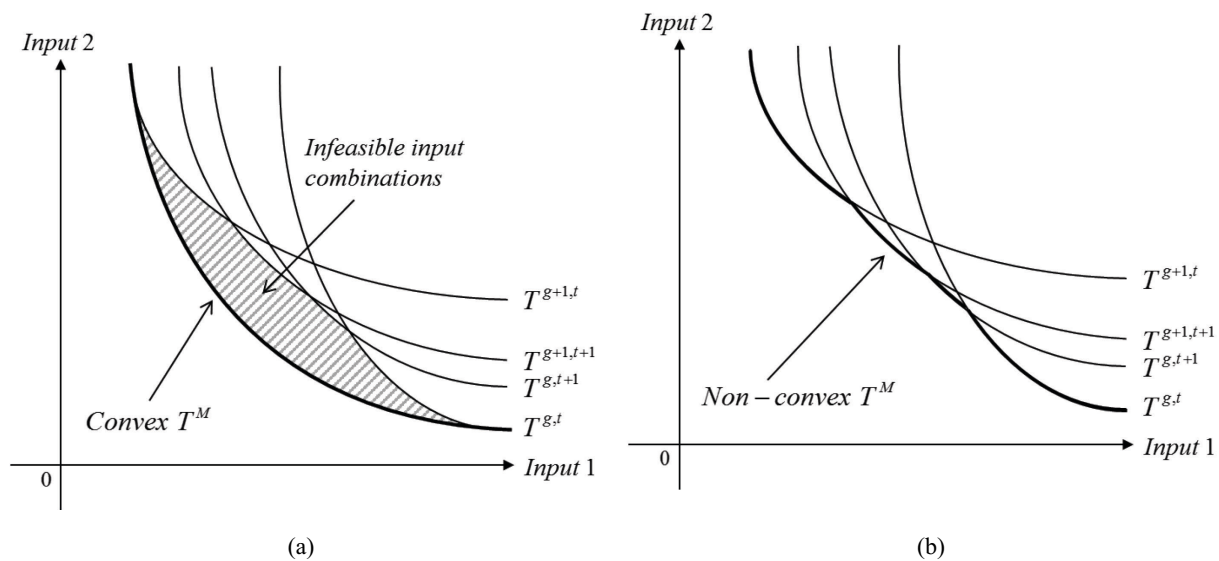 Input 2
Infeasible input
combinations
T^{g+1,t}
T^{g+1,t+1}
T^{g,t+1}
T^{g,t}
Convex T^M
Input 1
0
(a)
Input 2
T^{g+1,t}
T^{g+1,t+1}
T^{g,t+1}
T^{g,t}
Non-convex T^M
Input 1
0
(b)